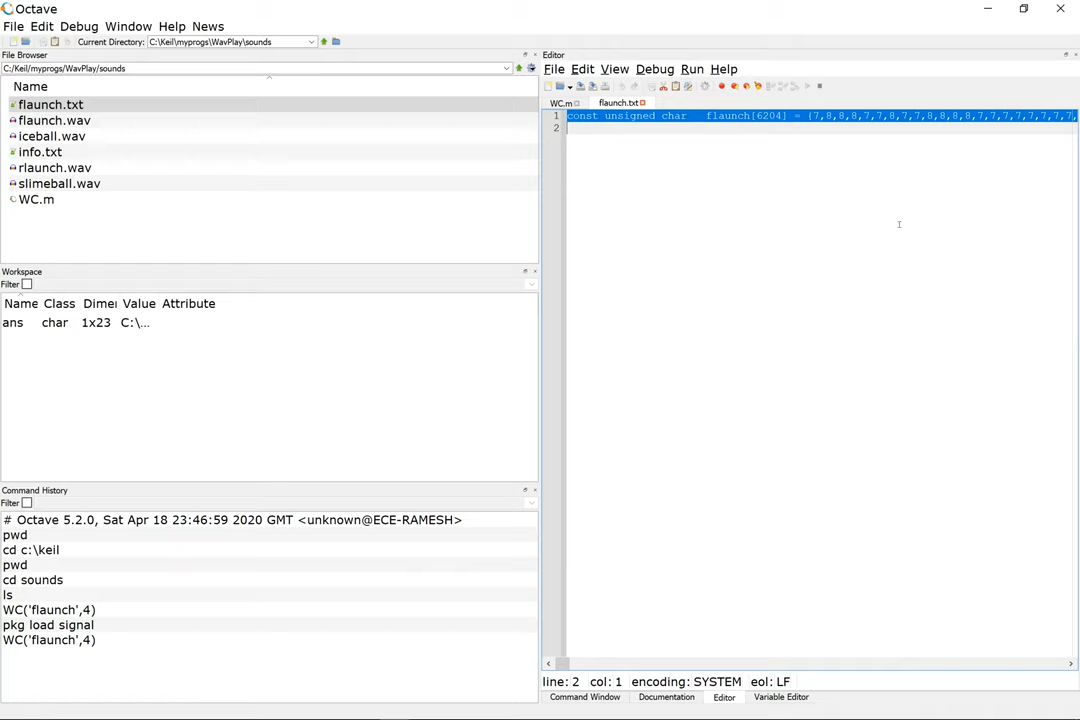 Octave
File Edit Debug Window Help News
Current Directory: C:\Keil\myprogs\WavPlay\sounds
File Browser
C:/Keil/myprogs/WavPlay/sounds
Name
flaunch.txt
flaunch.wav
iceball.wav
info.txt
rlaunch.wav
slimeball.wav
WC.m
Workspace
Filter
Name Class Dimen Value Attribute
ans char 1x23 C:\...
Command History
Filter
# Octave 5.2.0, Sat Apr 18 23:46:59 2020 GMT <unknown@ECE-RAMESH>
pwd
cd c:\keil
pwd
cd sounds
ls
WC('flaunch',4)
pkg load signal
WC('flaunch',4)
Editor
File Edit View Debug Run Help
WC.m flaunch.txt
1 const unsigned char flaunch[6204] = {7,8,8,8,7,7,8,7,7,8,8,8,8,7,7,7,7,7,7,7,7,
2
line: 2 col: 1 encoding: SYSTEM eol: LF
Command Window Documentation Editor Variable Editor